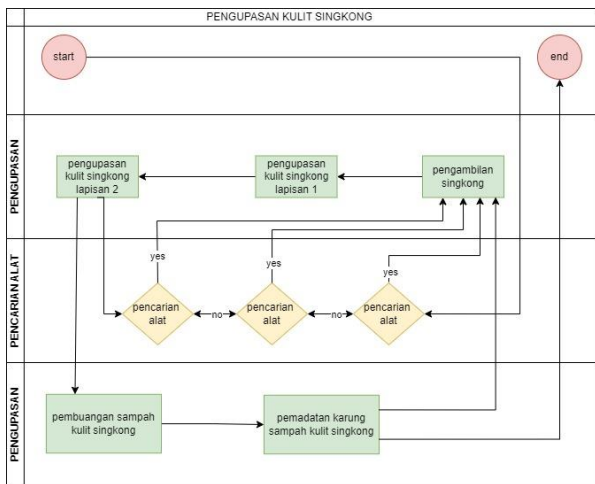 PENGUPASAN KULIT SINGKONG
start
end
PENGUPASAN
pengupasan
kulit singkong
lapisan 2
pengupasan
kulit singkong
lapisan 1
pengambilan
singkong
PENCARIAN ALAT
yes
yes
yes
pencarian
alat
no
pencarian
alat
no
pencarian
alat
PENGUPASAN
pembuangan sampah
kulit singkong
pemadatan karung
sampah kulit singkong